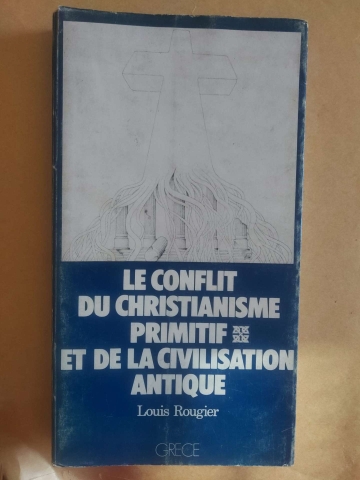 LE CONFLIT
DU CHRISTIANISME
PRIMITIF
ET DE LA CIVILISATION
ANTIQUE
Louis Rougier
GRECE